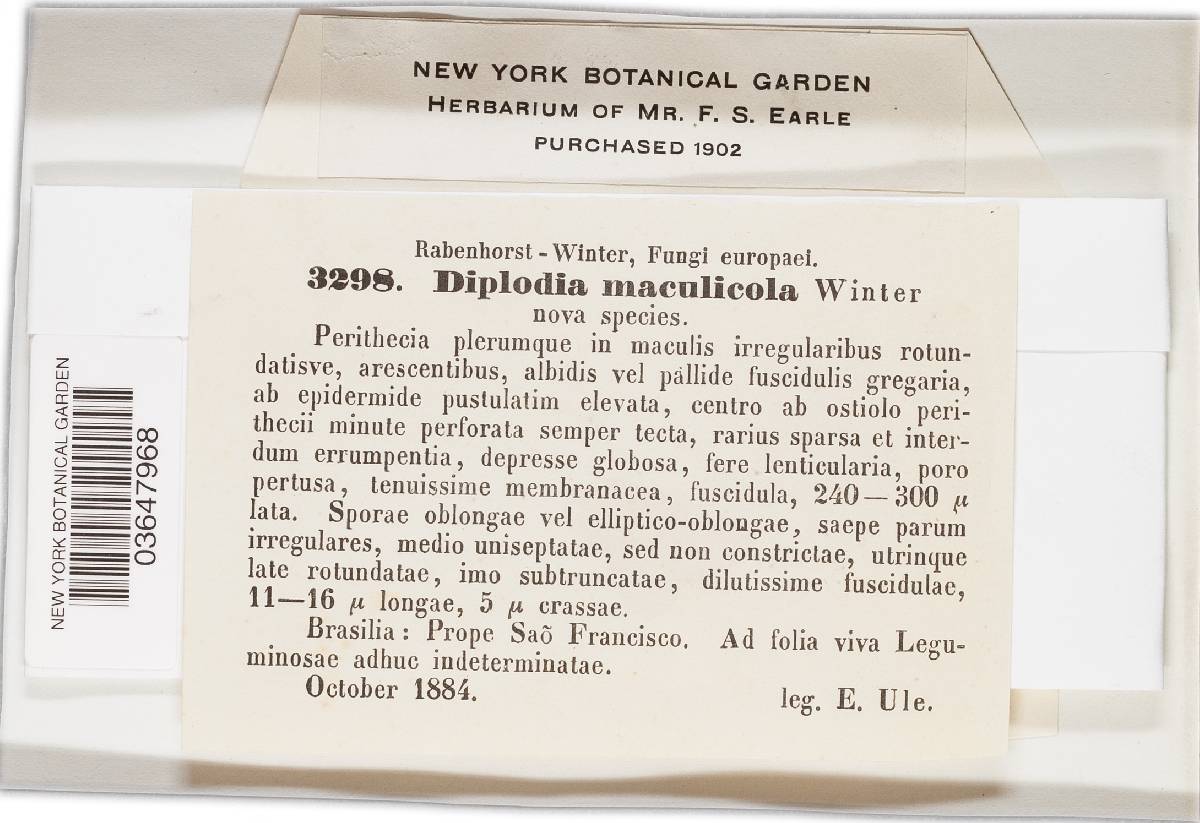 NEW YORK BOTANICAL GARDEN
HERBARIUM OF MR. F. S. EARLE
PURCHASED 1902
Rabenhorst-Winter, Fungi europaei.
3298. Diplodia maculicola Winter
nova species.
Perithecia plerumque in maculis irregularibus rotun-
datisve, arescentibus, albidis vel pallide fuscidulis gregaria,
ab epidermide pustulatim elevata, centro ab ostiolo peri-
thecii minute perforata semper tecta, rarius sparsa et inter-
dum errumpentia, depresse globosa, fere lenticularia, poro
pertusa, tenuissime membranacea, fuscidula, 240—300 µ
lata. Sporae oblongae vel elliptico-oblongae, saepe parum
irregulares, medio uniseptatae, sed non constrictae, utrinque
late rotundatae, imo subtruncatae, dilutissime fuscidulae,
11—16 µ longae, 5 µ crassae.
Brasilia: Prope Saõ Francisco. Ad folia viva Legu-
minosae adhuc indeterminatae.
October 1884.
leg. E. Ule.
NEW YORK BOTANICAL GARDEN
03647968